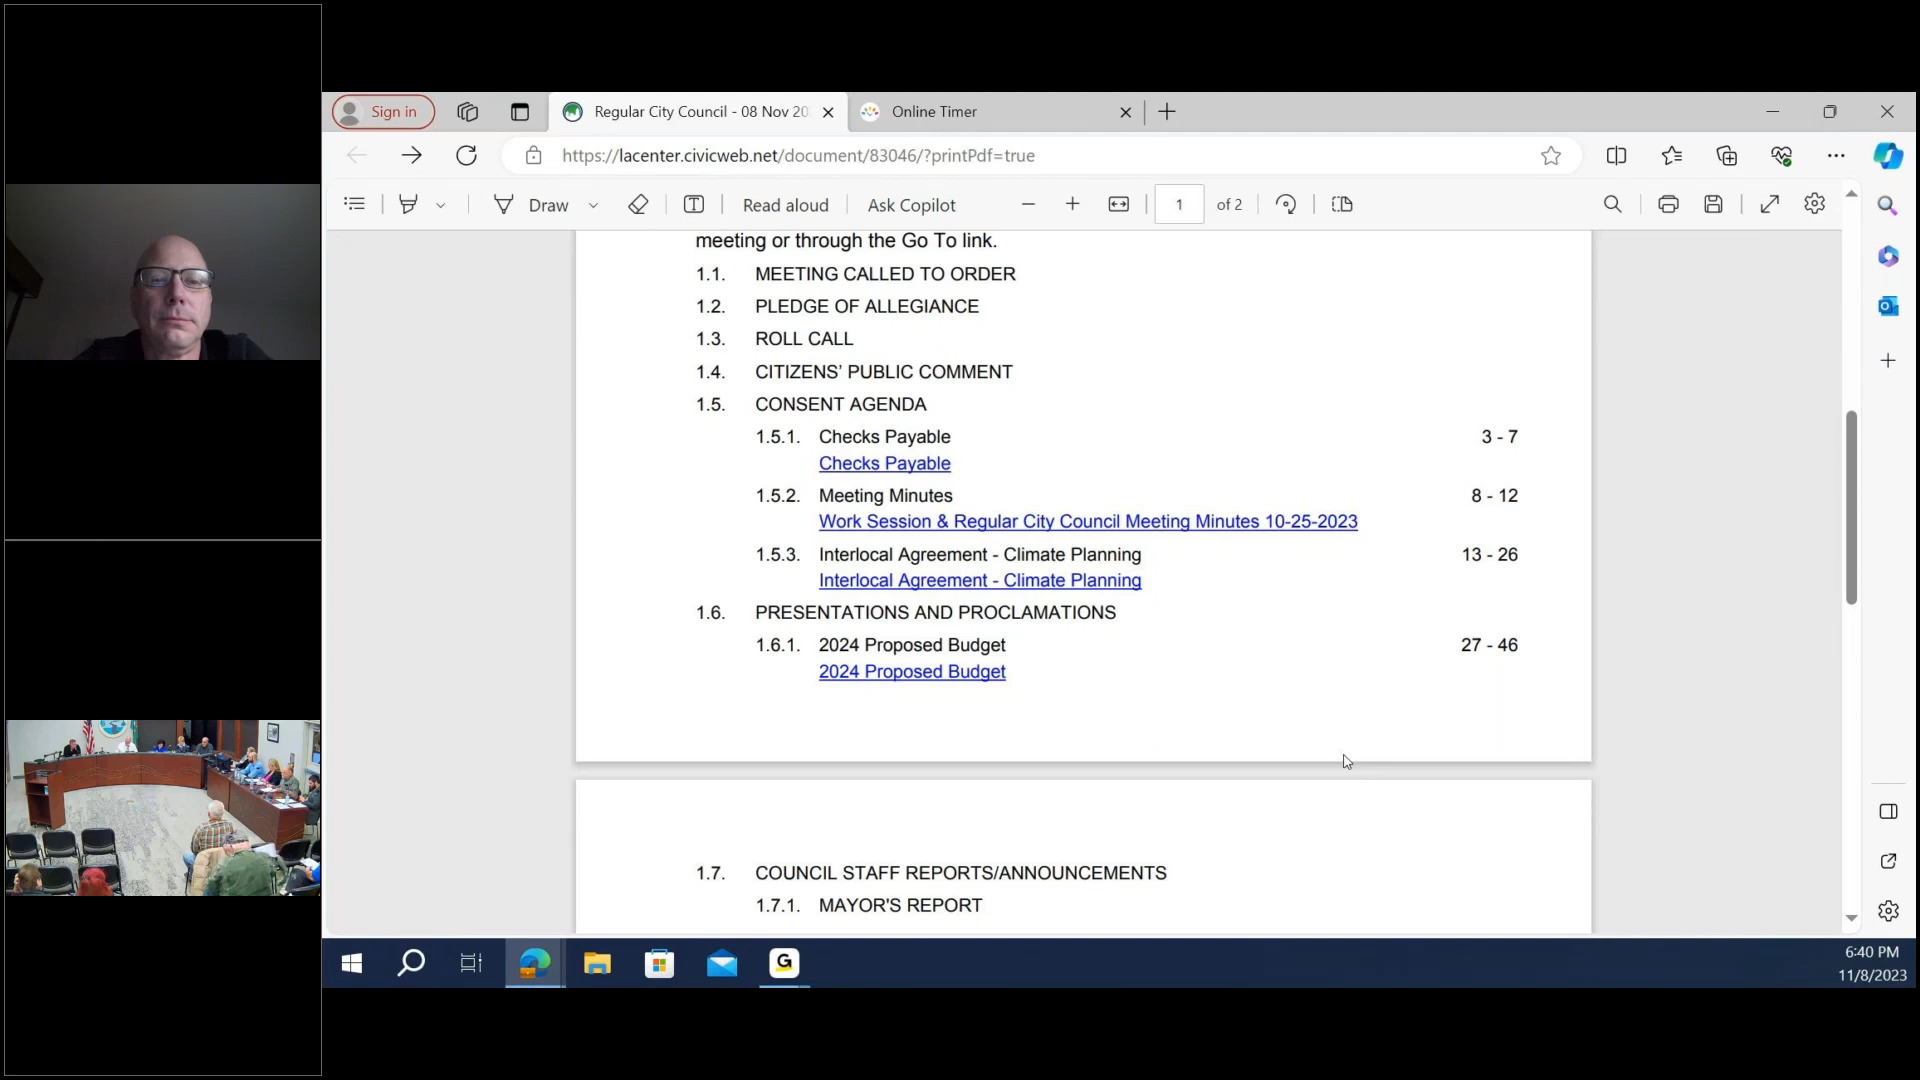 Sign in
Regular City Council - 08 Nov 20
Online Timer
https://lacenter.civicweb.net/document/83046/?printPdf=true
Draw
Read aloud
Ask Copilot
1
of 2
meeting or through the Go To link.
1.1. MEETING CALLED TO ORDER
1.2. PLEDGE OF ALLEGIANCE
1.3. ROLL CALL
1.4. CITIZENS' PUBLIC COMMENT
1.5. CONSENT AGENDA
1.5.1. Checks Payable 3 - 7
Checks Payable
1.5.2. Meeting Minutes 8 - 12
Work Session & Regular City Council Meeting Minutes 10-25-2023
1.5.3. Interlocal Agreement - Climate Planning 13 - 26
Interlocal Agreement - Climate Planning
1.6. PRESENTATIONS AND PROCLAMATIONS
1.6.1. 2024 Proposed Budget 27 - 46
2024 Proposed Budget
1.7. COUNCIL STAFF REPORTS/ANNOUNCEMENTS
1.7.1. MAYOR'S REPORT
G
6:40 PM
11/8/2023